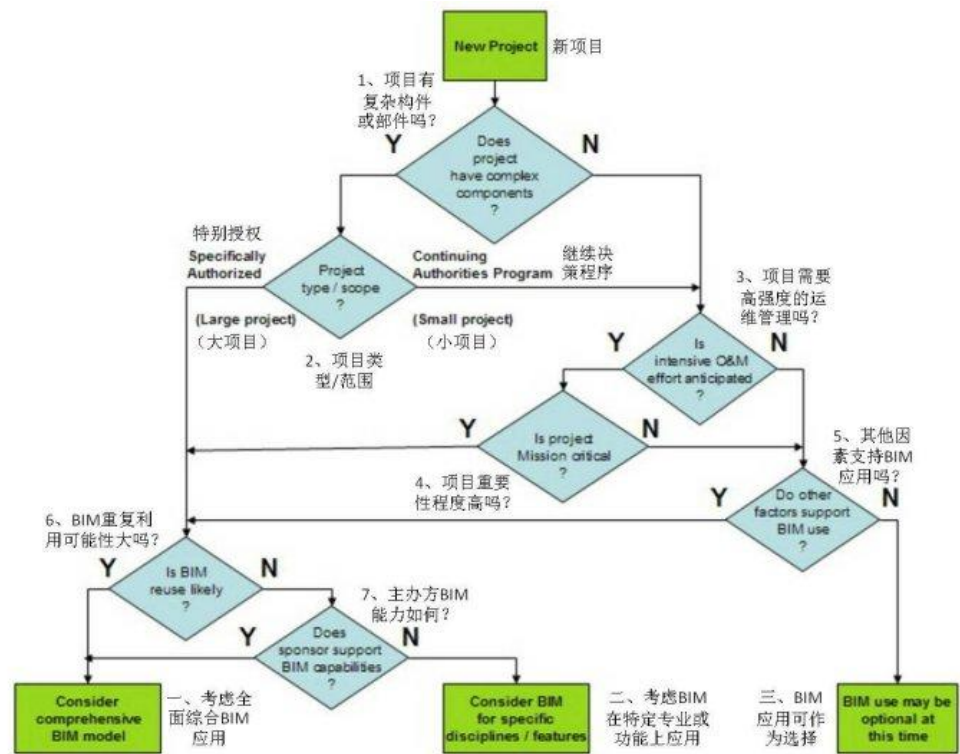 New Project
新项目
1、项目有
复杂构件
或部件吗？
Y
N
Does
project
have complex
components
?
特别授权
Specifically
Authorized
Project
type / scope
?
Continuing
Authorities Program
继续决
策程序
(Large project)
（大项目）
(Small project)
（小项目）
2、项目类
型/范围
3、项目需要
高强度的运
维管理吗？
Y
N
Is
intensive O&M
effort anticipated
?
Y
N
Is project
Mission critical
?
4、项目重要
性程度高吗？
5、其他因
素支持BIM
应用吗？
Y
N
Do other
factors support
BIM use
?
6、BIM重复利
用可能性大吗？
Y
N
Is BIM
reuse likely
?
7、主办方BIM
能力如何？
Y
N
Does
sponsor support
BIM capabilities
?
Consider
comprehensive
BIM model
一、考虑全
面综合BIM
应用
Consider BIM
for specific
disciplines / features
二、考虑BIM
在特定专业或
功能上应用
三、BIM
应用可作
为选择
BIM use may be
optional at
this time